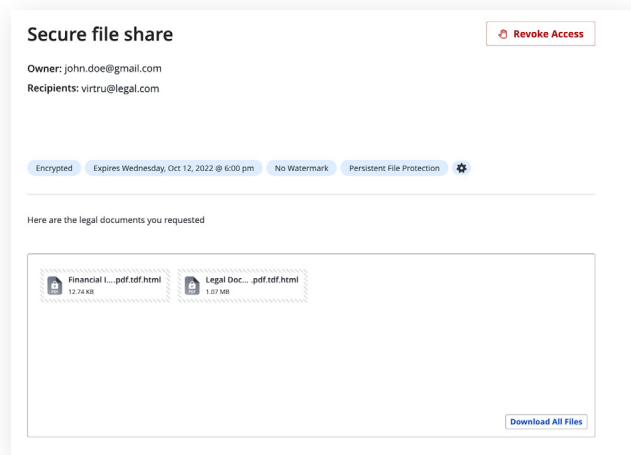 Secure file share
Revoke Access
Owner: john.doe@gmail.com
Recipients: virtru@legal.com
Encrypted Expires Wednesday, Oct 12, 2022 @ 6:00 pm No Watermark Persistent File Protection
Here are the legal documents you requested
Financial I....pdf.tdf.html Legal Doc... .pdf.tdf.html
PDF 12.74 KB PDF 1.07 MB
Download All Files